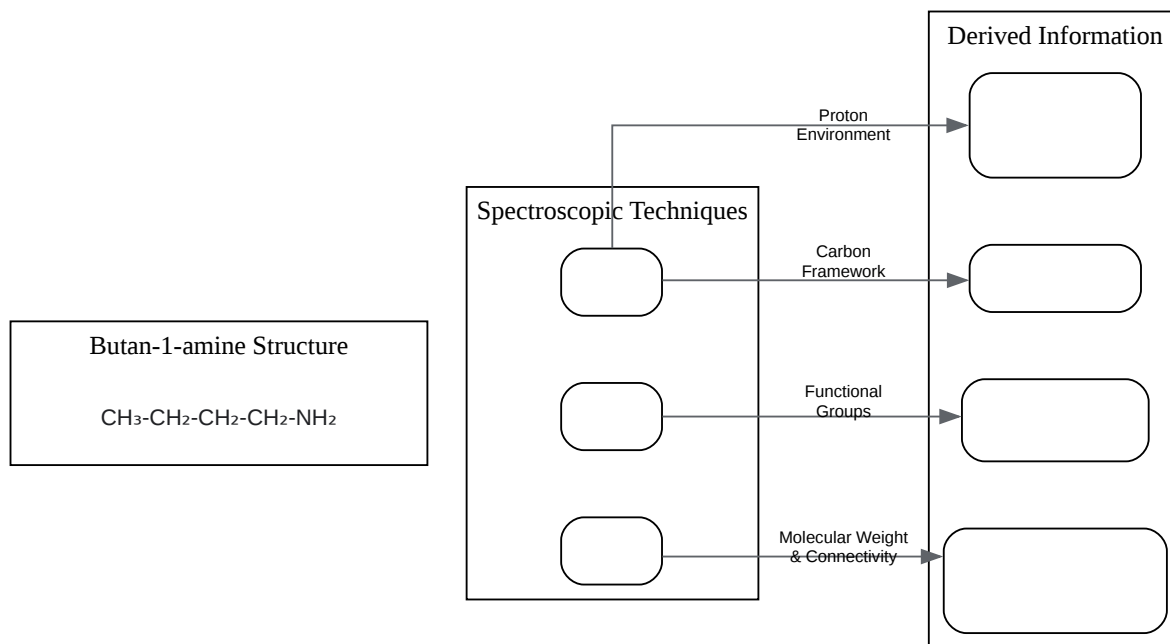 Derived Information
Proton
Environment
Spectroscopic Techniques
Carbon
Framework
Butan-1-amine Structure
CH₃-CH₂-CH₂-CH₂-NH₂
Functional
Groups
Molecular Weight
& Connectivity